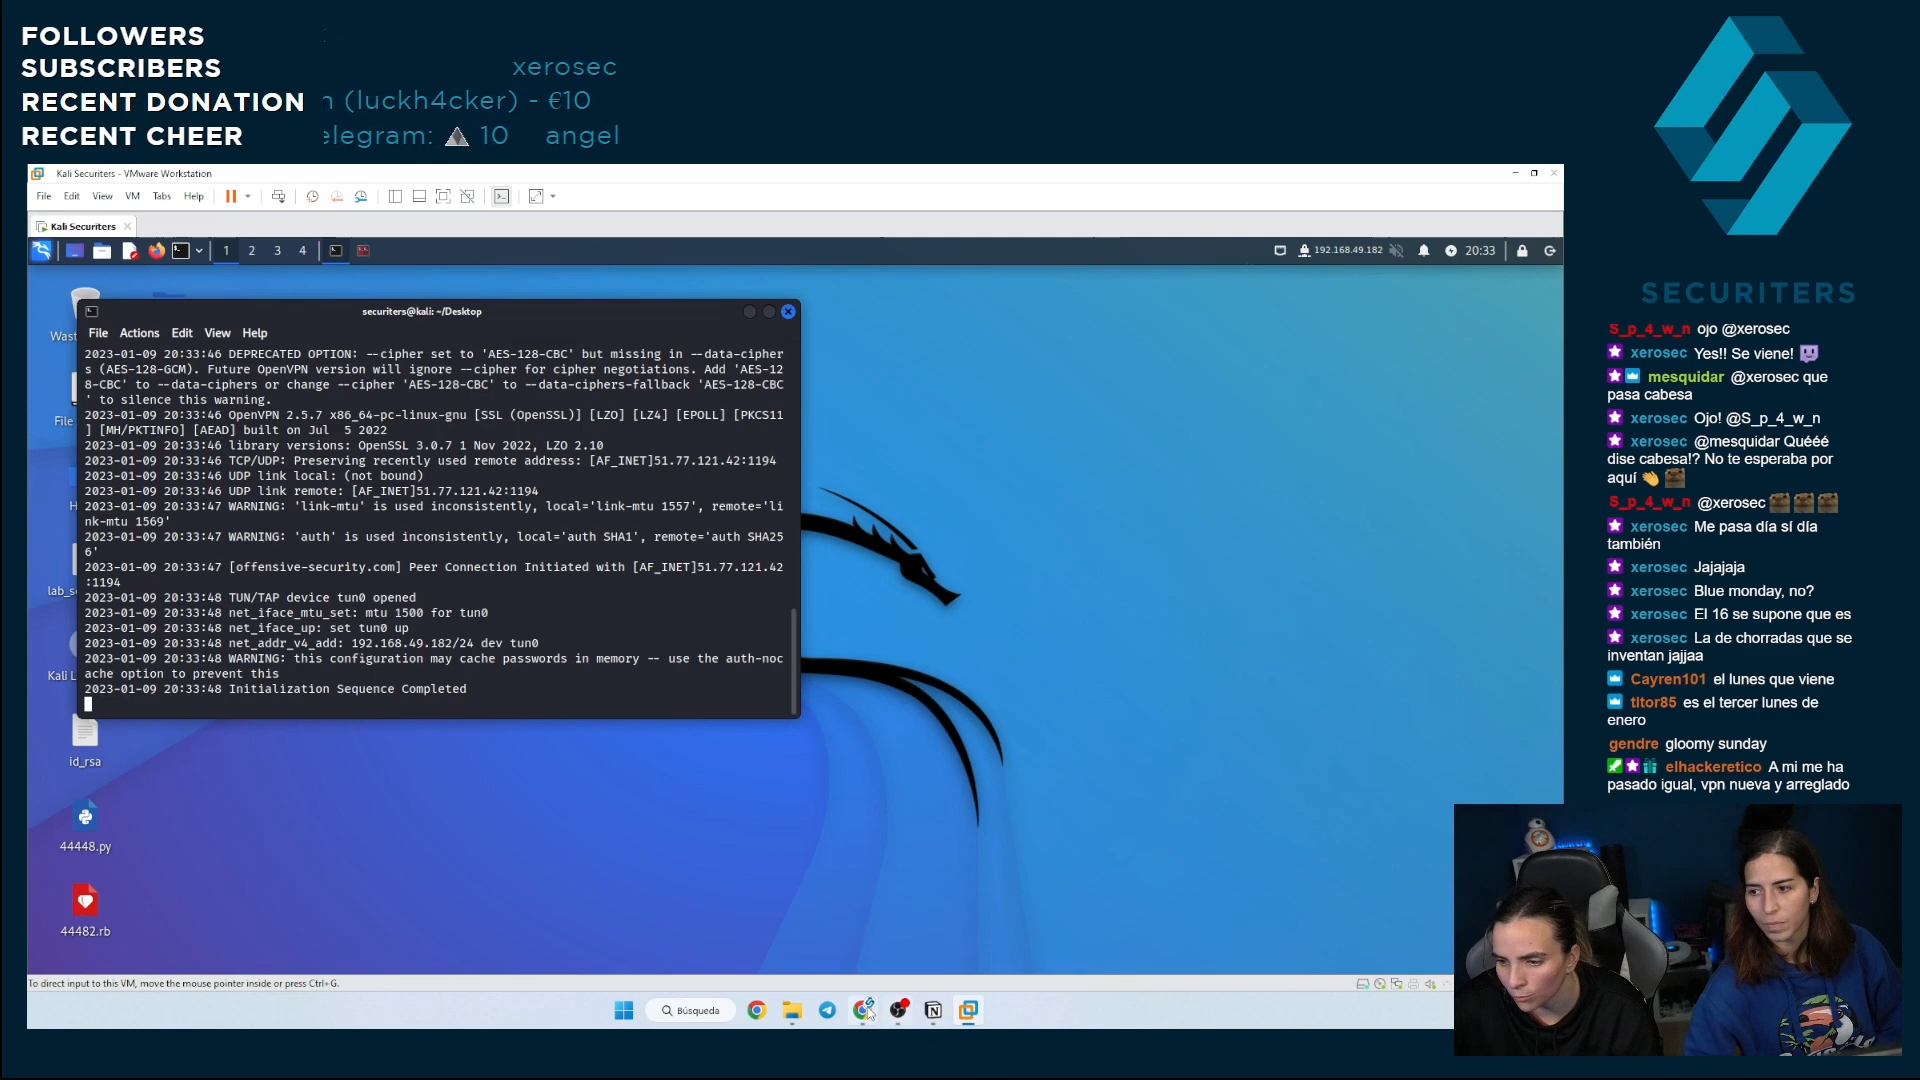 FOLLOWERS
SUBSCRIBERS
xerosec
RECENT DONATION
(luckh4cker) - €10
RECENT CHEER
elegram: 10 angel
SECURITERS
Kali Securiters - VMware Workstation
File Edit View VM Tabs Help
Kali Securiters
1 2 3 4
192.168.49.182
20:33
securiters@kali: ~/Desktop
File Actions Edit View Help
2023-01-09 20:33:46 DEPRECATED OPTION: --cipher set to 'AES-128-CBC' but missing in --data-cipher
s (AES-128-GCM). Future OpenVPN version will ignore --cipher for cipher negotiations. Add 'AES-12
8-CBC' to --data-ciphers or change --cipher 'AES-128-CBC' to --data-ciphers-fallback 'AES-128-CBC
' to silence this warning.
2023-01-09 20:33:46 OpenVPN 2.5.7 x86_64-pc-linux-gnu [SSL (OpenSSL)] [LZO] [LZ4] [EPOLL] [PKCS11
] [MH/PKTINFO] [AEAD] built on Jul  5 2022
2023-01-09 20:33:46 library versions: OpenSSL 3.0.7 1 Nov 2022, LZO 2.10
2023-01-09 20:33:46 TCP/UDP: Preserving recently used remote address: [AF_INET]51.77.121.42:1194
2023-01-09 20:33:46 UDP link local: (not bound)
2023-01-09 20:33:46 UDP link remote: [AF_INET]51.77.121.42:1194
2023-01-09 20:33:47 WARNING: 'link-mtu' is used inconsistently, local='link-mtu 1557', remote='li
nk-mtu 1569'
2023-01-09 20:33:47 WARNING: 'auth' is used inconsistently, local='auth SHA1', remote='auth SHA25
6'
2023-01-09 20:33:47 [offensive-security.com] Peer Connection Initiated with [AF_INET]51.77.121.42
:1194
2023-01-09 20:33:48 TUN/TAP device tun0 opened
2023-01-09 20:33:48 net_iface_mtu_set: mtu 1500 for tun0
2023-01-09 20:33:48 net_iface_up: set tun0 up
2023-01-09 20:33:48 net_addr_v4_add: 192.168.49.182/24 dev tun0
2023-01-09 20:33:48 WARNING: this configuration may cache passwords in memory -- use the auth-noc
ache option to prevent this
2023-01-09 20:33:48 Initialization Sequence Completed
Wast
File
H
lab_s
Kali L
id_rsa
44448.py
44482.rb
To direct input to this VM, move the mouse pointer inside or press Ctrl+G.
Búsqueda
S_p_4_w_n ojo @xerosec
xerosec Yes!! Se viene!
mesquidar @xerosec que
pasa cabesa
xerosec Ojo! @S_p_4_w_n
xerosec @mesquidar Quééé
dise cabesa!? No te esperaba por
aquí
S_p_4_w_n @xerosec
xerosec Me pasa día sí día
también
xerosec Jajajaja
xerosec Blue monday, no?
xerosec El 16 se supone que es
xerosec La de chorradas que se
inventan jajjaa
Cayren101 el lunes que viene
tltor85 es el tercer lunes de
enero
gendre gloomy sunday
elhackeretico A mi me ha
pasado igual, vpn nueva y arreglado